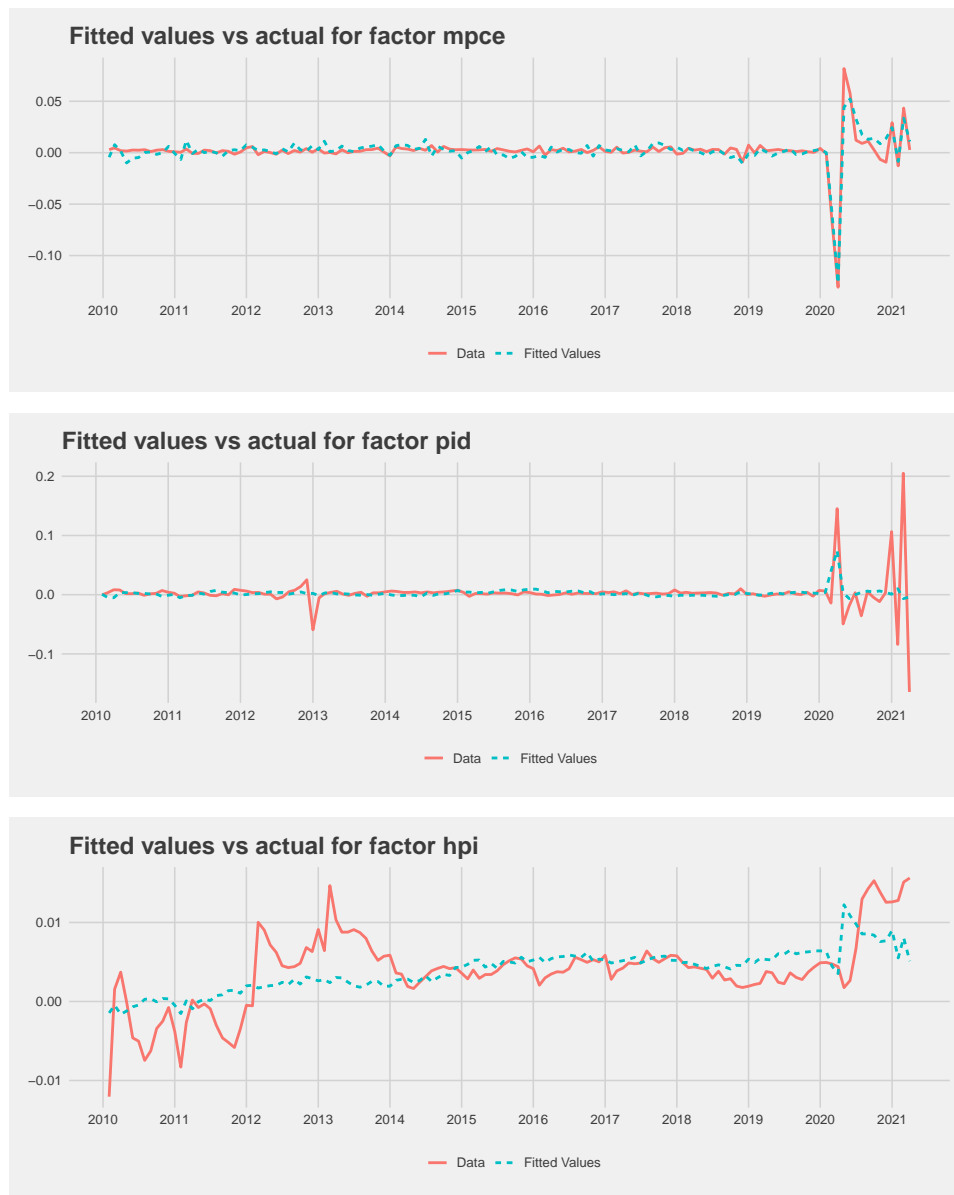 Fitted values vs actual for factor mpce
0.05
0.00
−0.05
−0.10
2010 2011 2012 2013 2014 2015 2016 2017 2018 2019 2020 2021
Data Fitted Values
Fitted values vs actual for factor pid
0.2
0.1
0.0
−0.1
2010 2011 2012 2013 2014 2015 2016 2017 2018 2019 2020 2021
Data Fitted Values
Fitted values vs actual for factor hpi
0.01
0.00
−0.01
2010 2011 2012 2013 2014 2015 2016 2017 2018 2019 2020 2021
Data Fitted Values